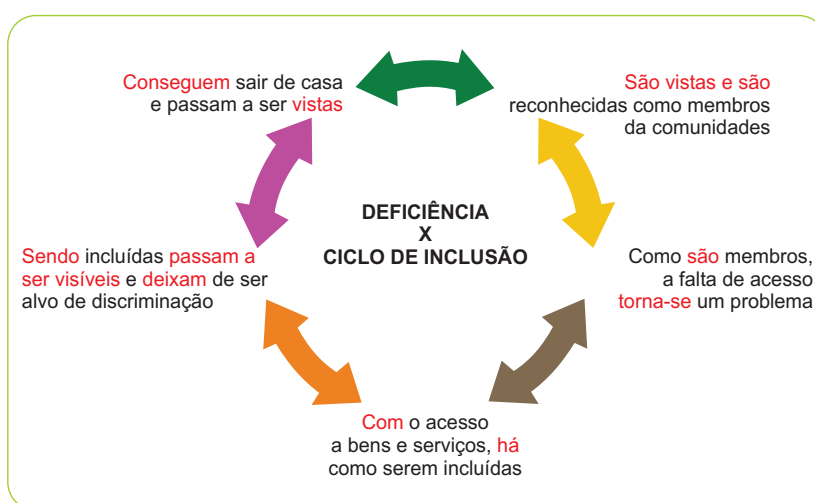 Conseguem sair de casa
e passam a ser vistas
São vistas e são
reconhecidas como membros
da comunidades
DEFICIÊNCIA
X
CICLO DE INCLUSÃO
Sendo incluídas passam a
ser visíveis e deixam de ser
alvo de discriminação
Como são membros,
a falta de acesso
torna-se um problema
Com o acesso
a bens e serviços, há
como serem incluídas